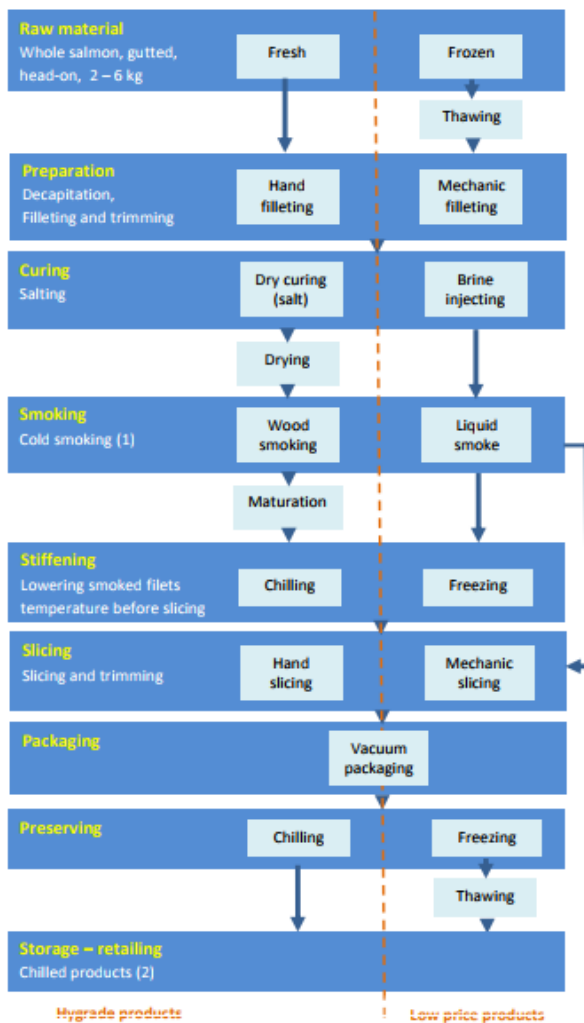 Raw material
Whole salmon, gutted,
head-on, 2 – 6 kg
Fresh
Frozen
Thawing
Preparation
Decapitation,
Filleting and trimming
Hand
filleting
Mechanic
filleting
Curing
Salting
Dry curing
(salt)
Brine
injecting
Drying
Smoking
Cold smoking (1)
Wood
smoking
Liquid
smoke
Maturation
Stiffening
Lowering smoked filets
temperature before slicing
Chilling
Freezing
Slicing
Slicing and trimming
Hand
slicing
Mechanic
slicing
Packaging
Vacuum
packaging
Preserving
Chilling
Freezing
Thawing
Storage – retailing
Chilled products (2)
Hygrade products
Low price products